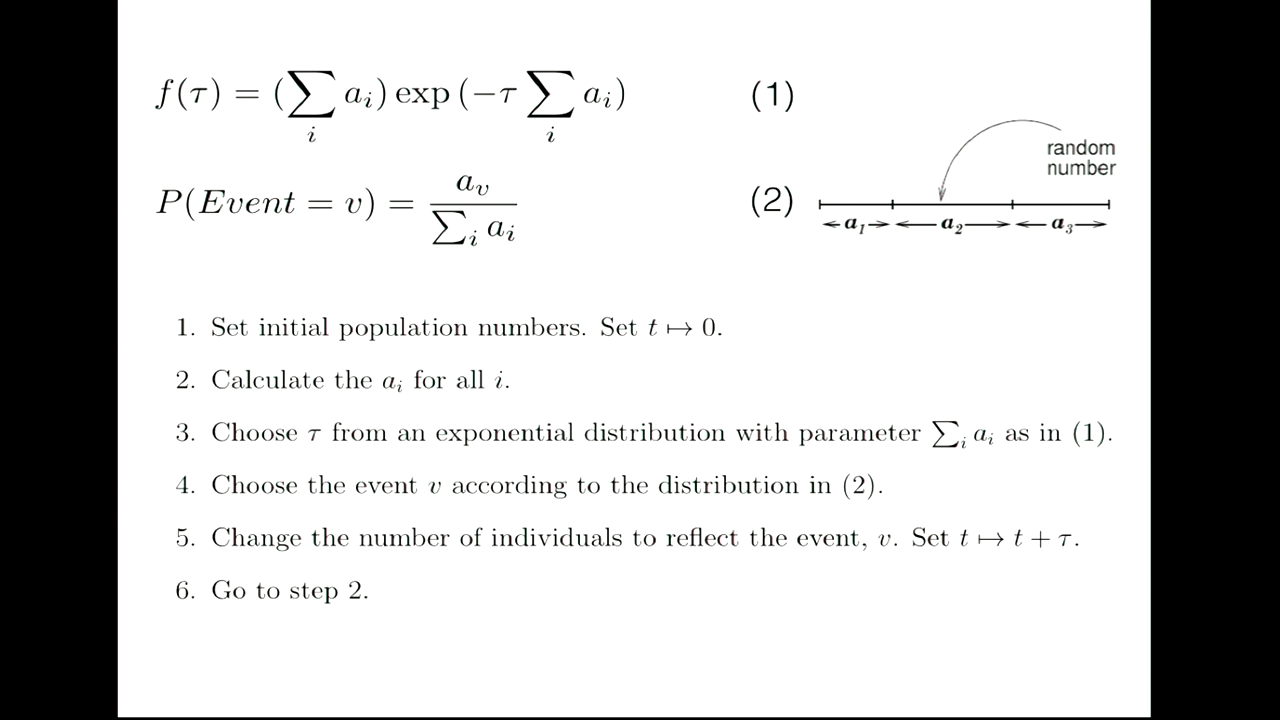 f(τ) = (∑_i a_i) exp (−τ ∑_i a_i) (1)
random
number
P(Event = v) = a_v / ∑_i a_i (2)
a_1 a_2 a_3
1. Set initial population numbers. Set t ↦ 0.
2. Calculate the a_i for all i.
3. Choose τ from an exponential distribution with parameter ∑_i a_i as in (1).
4. Choose the event v according to the distribution in (2).
5. Change the number of individuals to reflect the event, v. Set t ↦ t + τ.
6. Go to step 2.